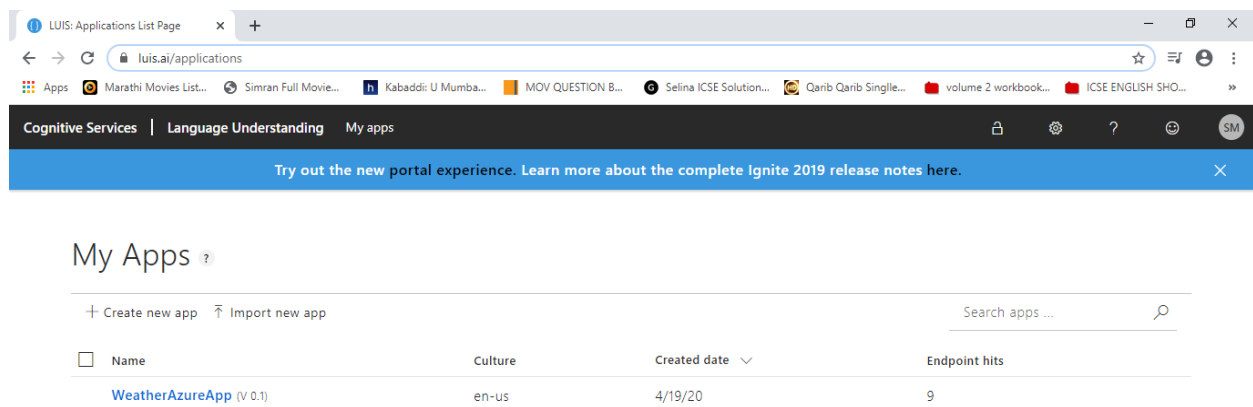 LUIS: Applications List Page
luis.ai/applications
Apps Marathi Movies List... Simran Full Movie... h Kabaddi: U Mumba... MOV QUESTION B... G Selina ICSE Solution... HD Qarib Qarib Singlle... volume 2 workbook... ICSE ENGLISH SHO... »
Cognitive Services | Language Understanding My apps ? SM
Try out the new portal experience. Learn more about the complete Ignite 2019 release notes here.
My Apps ?
+ Create new app Import new app Search apps ...
Name Culture Created date Endpoint hits
WeatherAzureApp (V 0.1) en-us 4/19/20 9